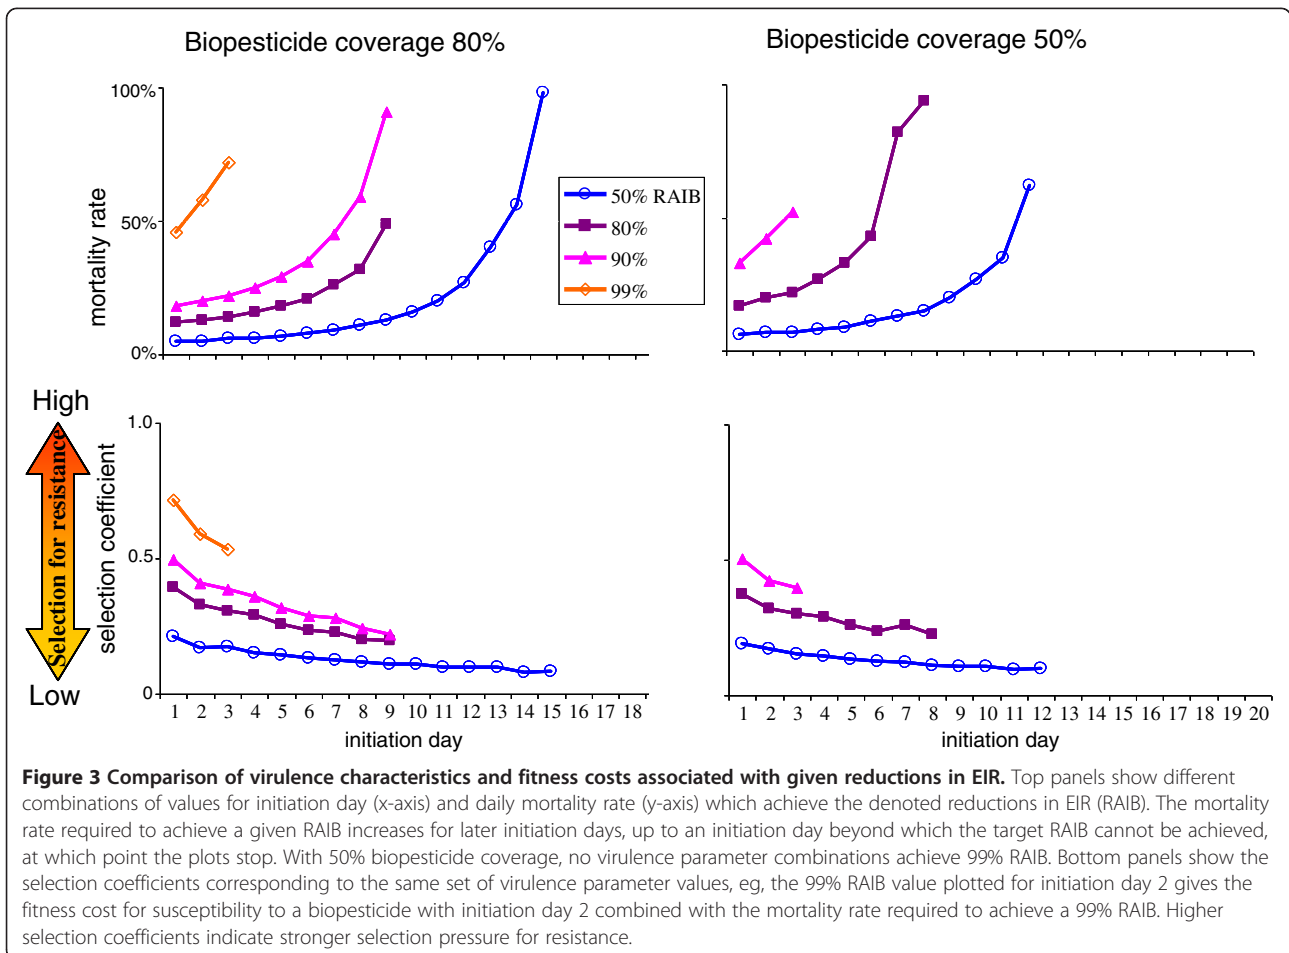 Biopesticide coverage 80%
Biopesticide coverage 50%
100%
50%
0%
mortality rate
50% RAIB
80%
90%
99%
High
Selection for resistance
Low
selection coefficient
1.0
0.5
0
1 2 3 4 5 6 7 8 9 10 11 12 13 14 15 16 17 18
initiation day
1 2 3 4 5 6 7 8 9 10 11 12 13 14 15 16 17 18 19 20
initiation day
Figure 3 Comparison of virulence characteristics and fitness costs associated with given reductions in EIR. Top panels show different
combinations of values for initiation day (x-axis) and daily mortality rate (y-axis) which achieve the denoted reductions in EIR (RAIB). The mortality
rate required to achieve a given RAIB increases for later initiation days, up to an initiation day beyond which the target RAIB cannot be achieved,
at which point the plots stop. With 50% biopesticide coverage, no virulence parameter combinations achieve 99% RAIB. Bottom panels show the
selection coefficients corresponding to the same set of virulence parameter values, eg, the 99% RAIB value plotted for initiation day 2 gives the
fitness cost for susceptibility to a biopesticide with initiation day 2 combined with the mortality rate required to achieve a 99% RAIB. Higher
selection coefficients indicate stronger selection pressure for resistance.